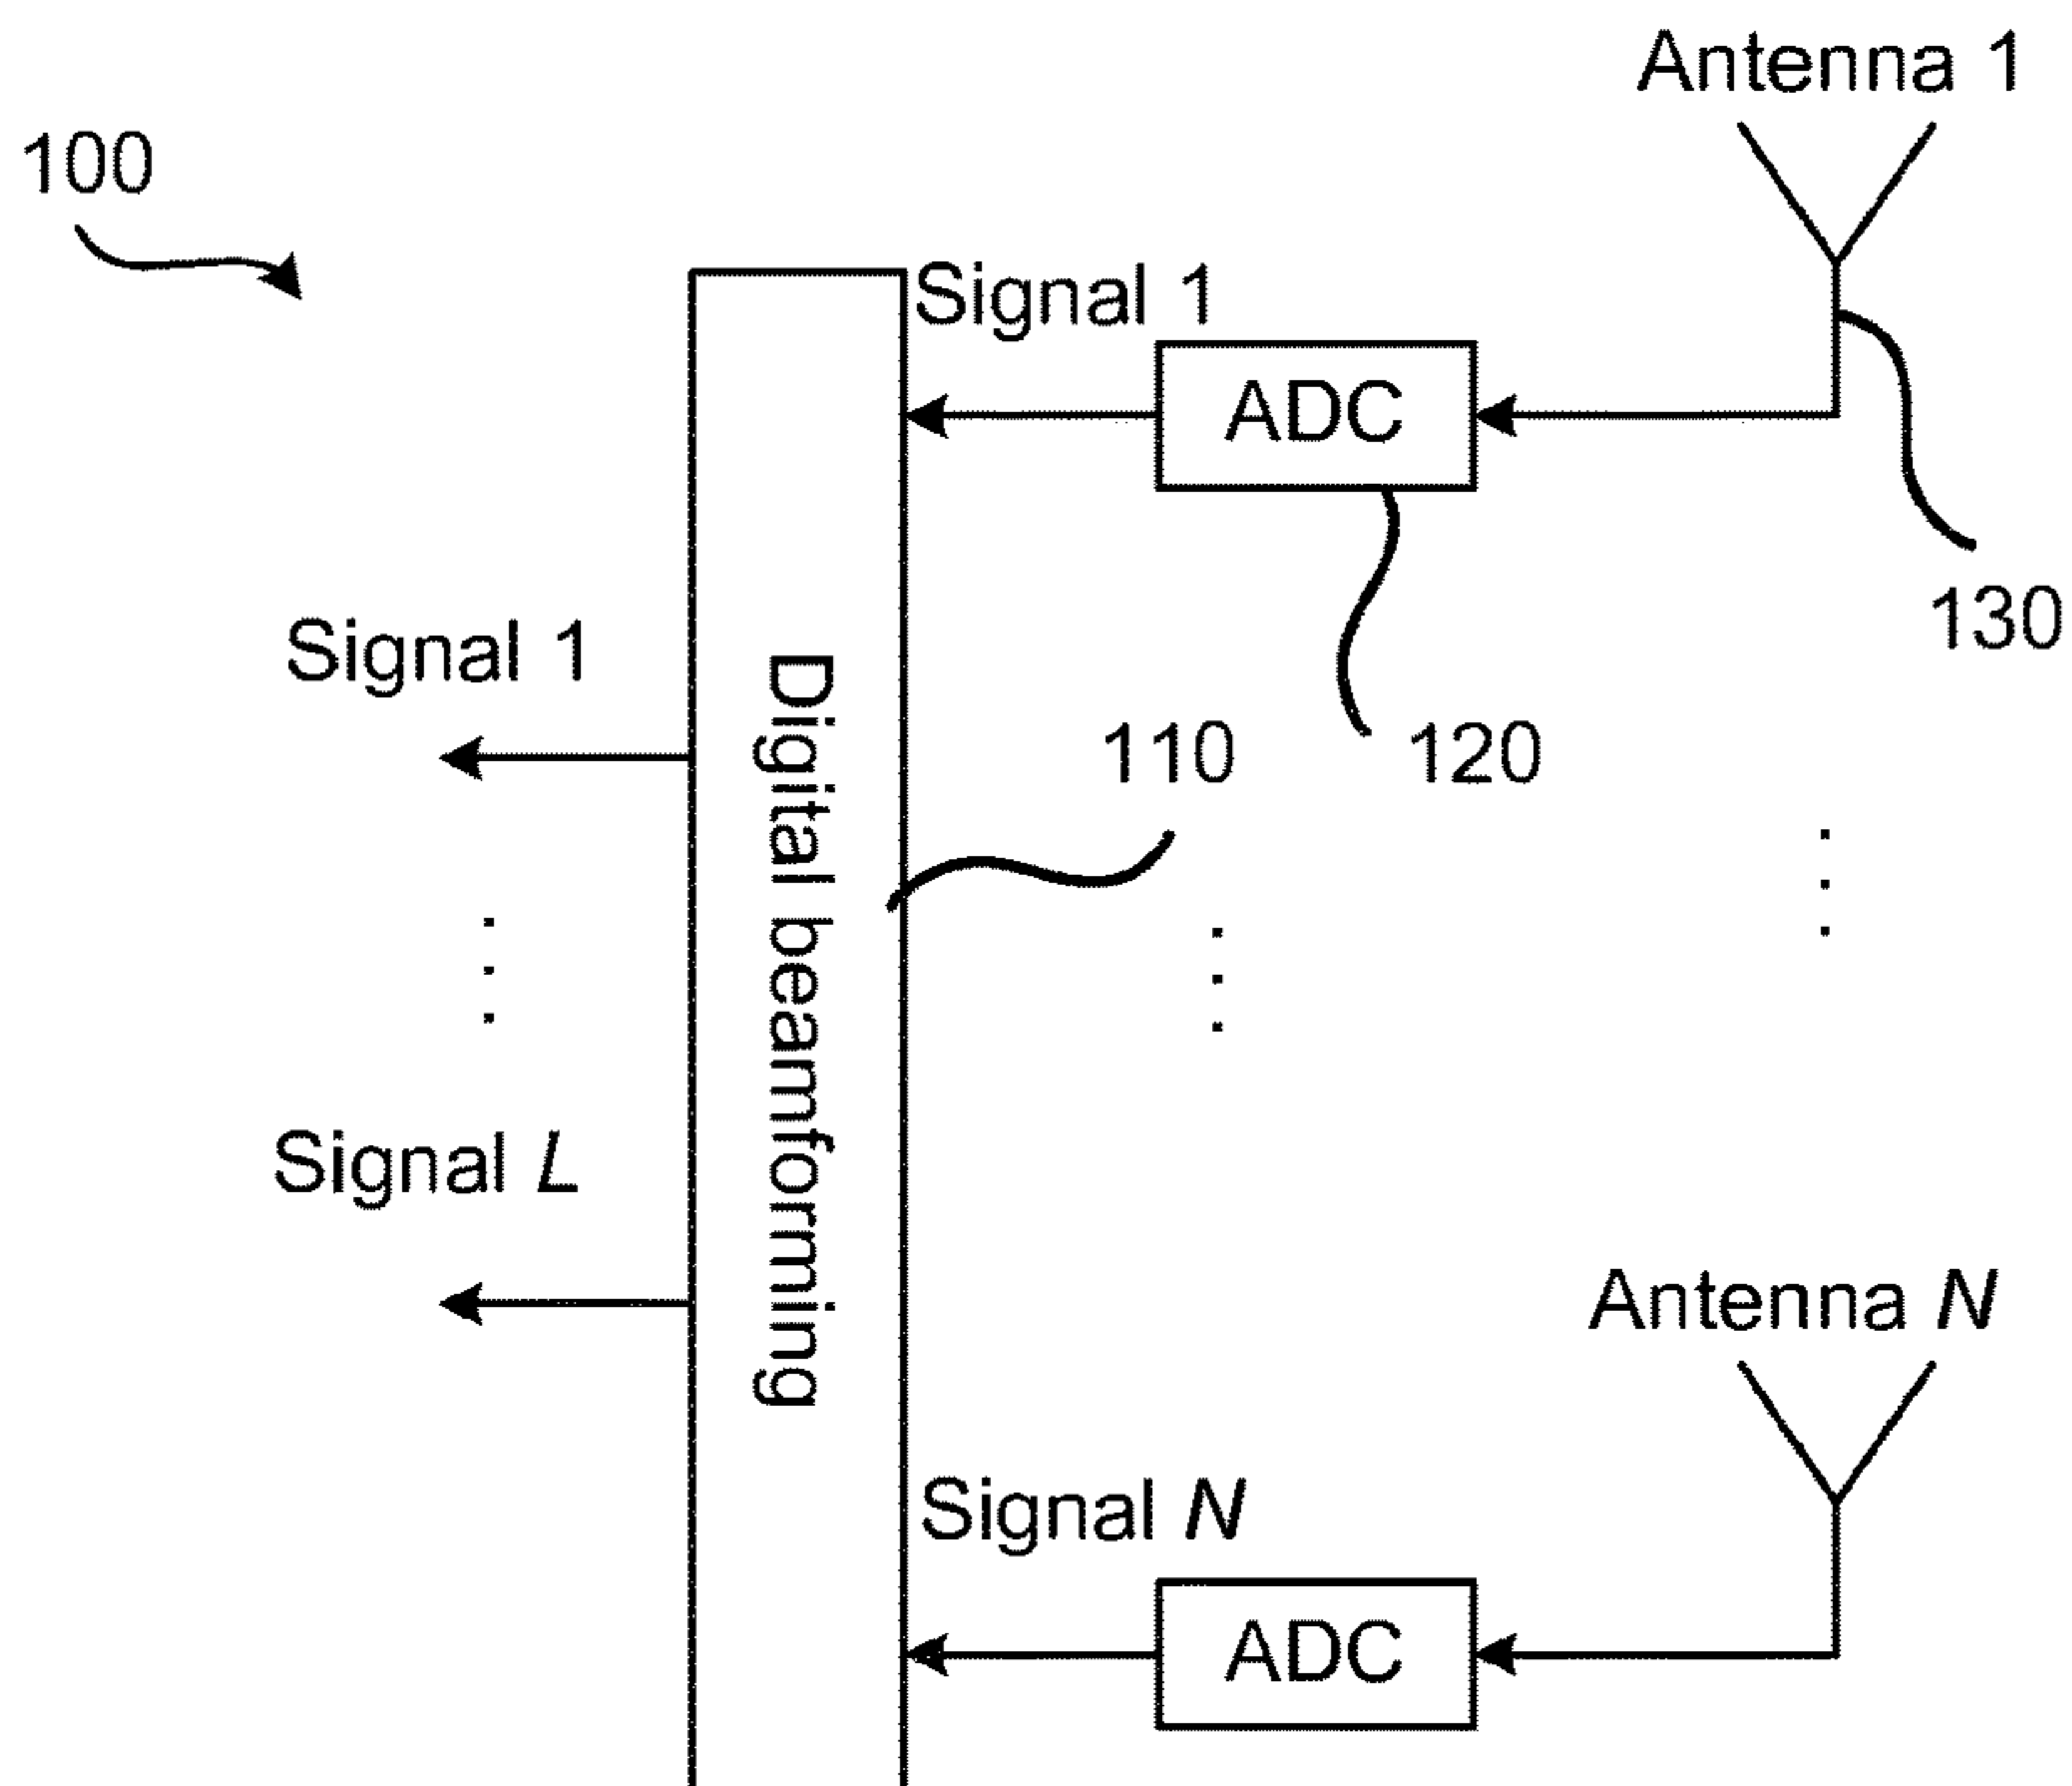 Antenna 1
100
Signal 1
ADC
130
Signal 1
110
120
Digital beamforming
Signal L
Antenna N
Signal N
ADC